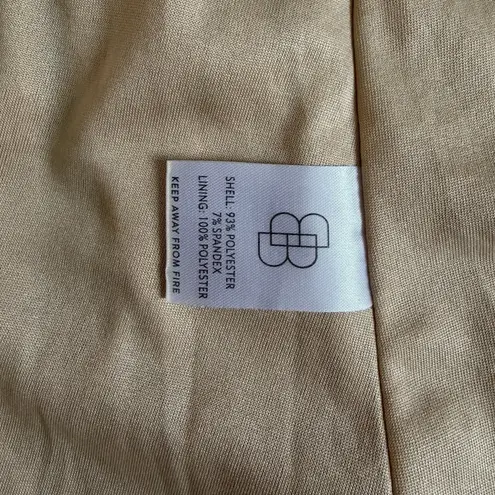 SHELL: 93% POLYESTER
7% SPANDEX
LINING: 100% POLYESTER
KEEP AWAY FROM FIRE